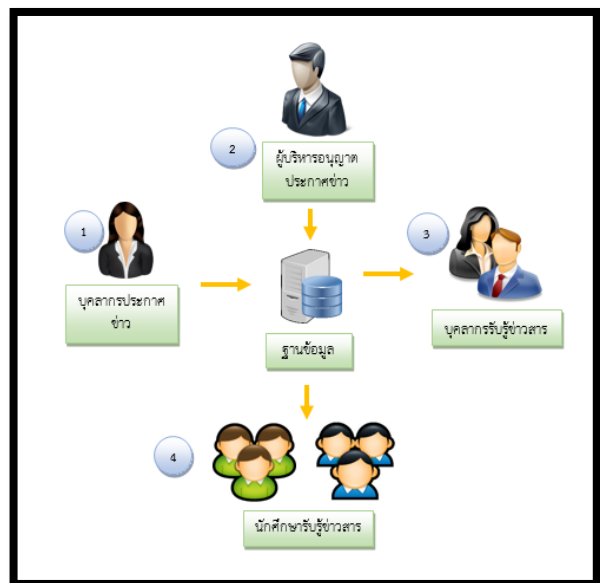 2
ผู้บริหารอนุญาต
ประกาศข่าว
1
บุคลากรประกาศ
ข่าว
3
บุคลากรรับรู้ข่าวสาร
ฐานข้อมูล
4
นักศึกษารับรู้ข่าวสาร